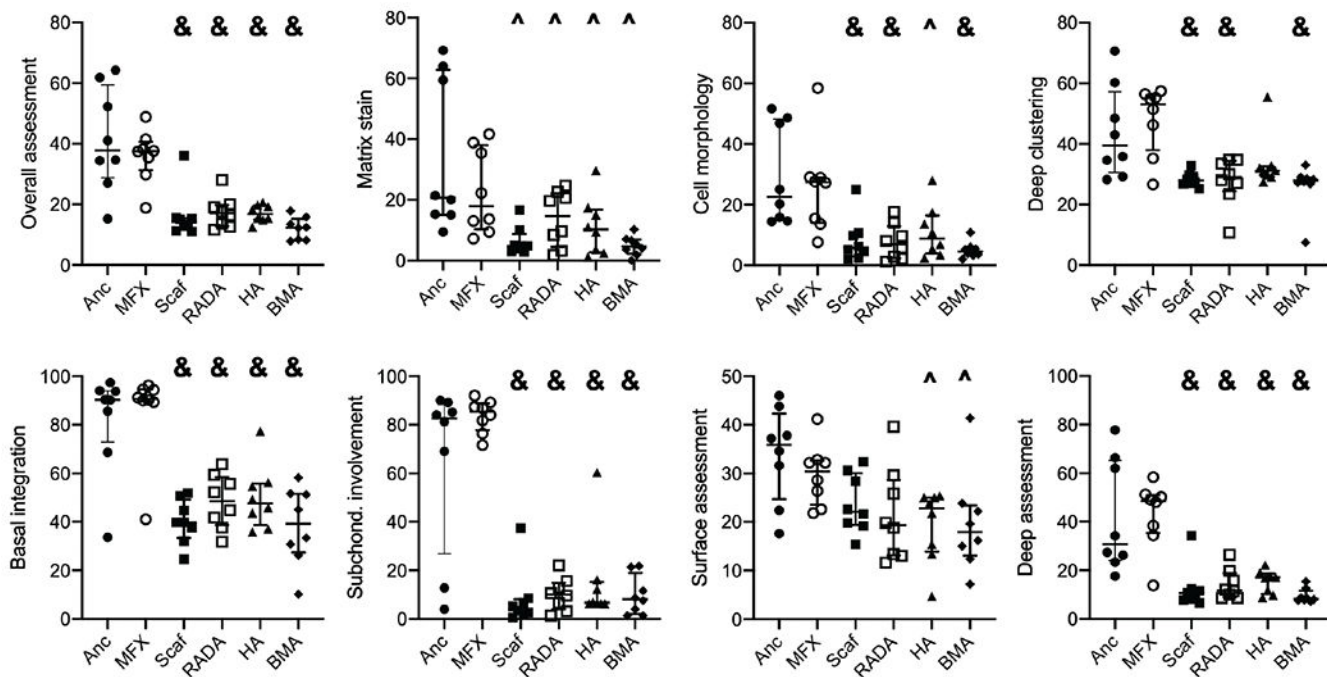 & & & &
Overall assessment
80
60
40
20
0
Anc MFX Scaf RADA HA BMA
^ ^ ^ ^
Matrix stain
80
60
40
20
0
Anc MFX Scaf RADA HA BMA
& & ^ &
Cell morphology
80
60
40
20
0
Anc MFX Scaf RADA HA BMA
& & &
Deep clustering
80
60
40
20
0
Anc MFX Scaf RADA HA BMA
& & & &
Basal integration
100
80
60
40
20
0
Anc MFX Scaf RADA HA BMA
& & & &
Subchond. involvement
100
80
60
40
20
0
Anc MFX Scaf RADA HA BMA
^ ^
Surface assessment
50
40
30
20
10
0
Anc MFX Scaf RADA HA BMA
& & & &
Deep assessment
100
80
60
40
20
0
Anc MFX Scaf RADA HA BMA